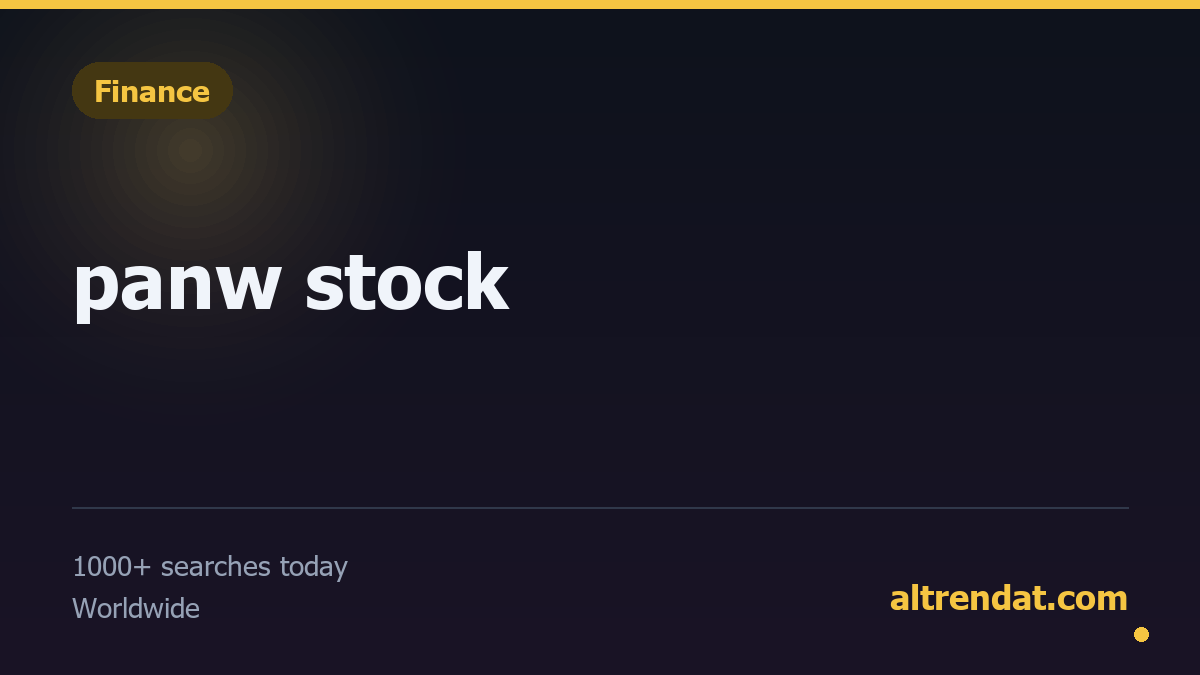 Finance
panw stock
1000+ searches today
Worldwide
altrendat.com